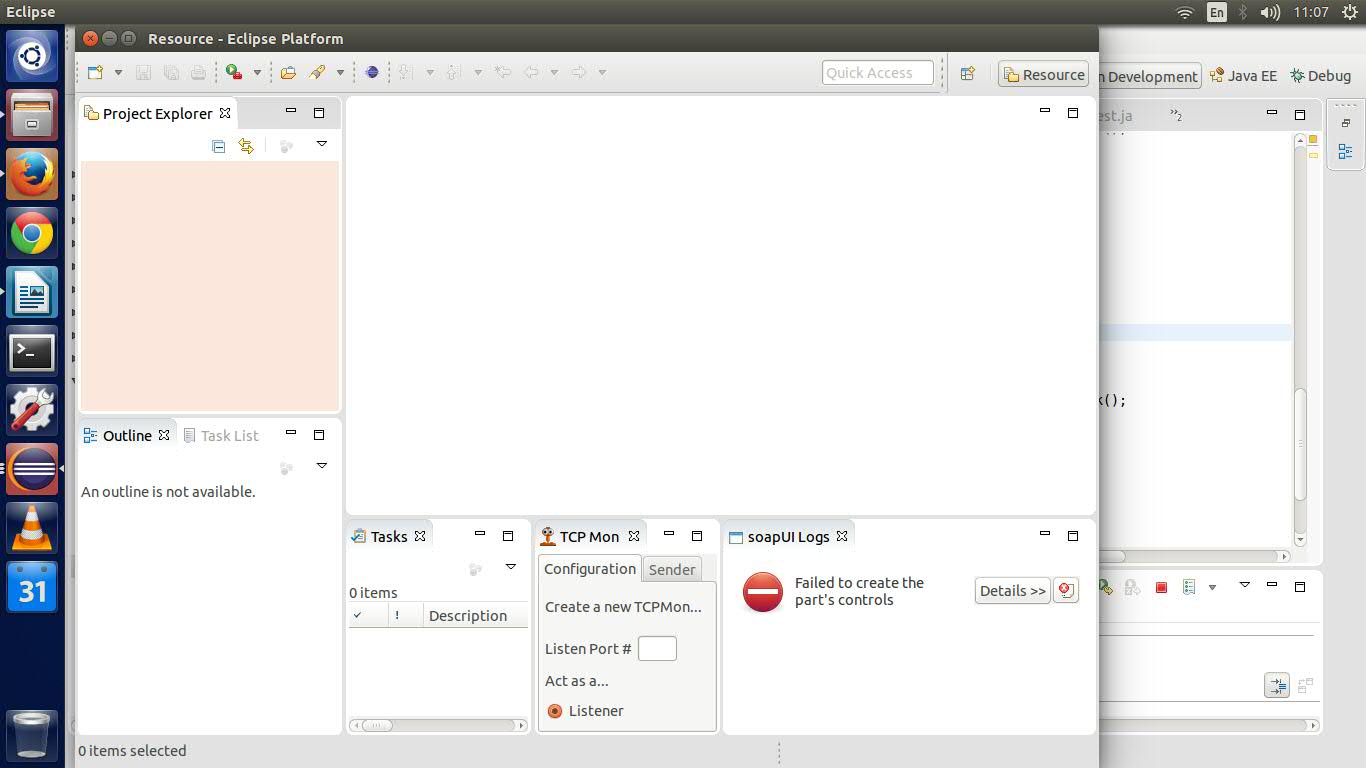 Eclipse
En
11:07
Resource - Eclipse Platform
Quick Access
Resource
n Development
Java EE
Debug
Project Explorer
est.ja
2
k();
Outline
Task List
An outline is not available.
Tasks
0 items
!
Description
TCP Mon
Configuration
Sender
Create a new TCPMon...
Listen Port #
Act as a...
Listener
soapUI Logs
Failed to create the
part's controls
Details >>
31
0 items selected